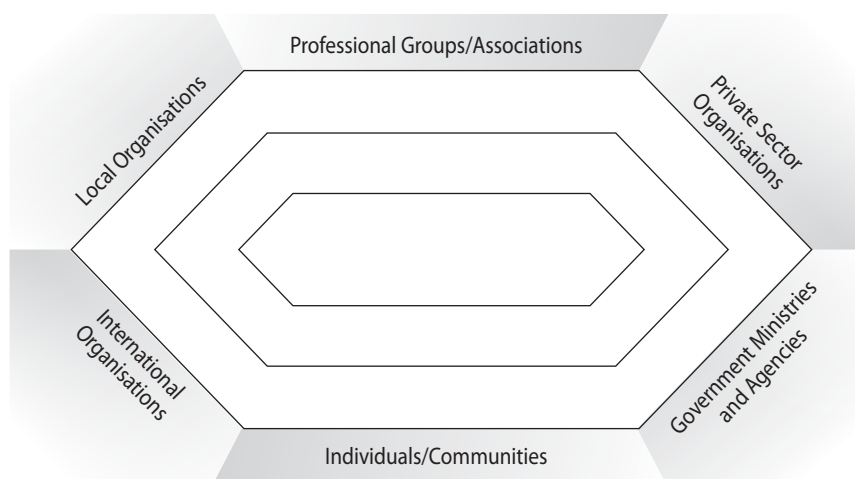 Professional Groups/Associations
Local Organisations
Private Sector
Organisations
International
Organisations
Government Ministries
and Agencies
Individuals/Communities